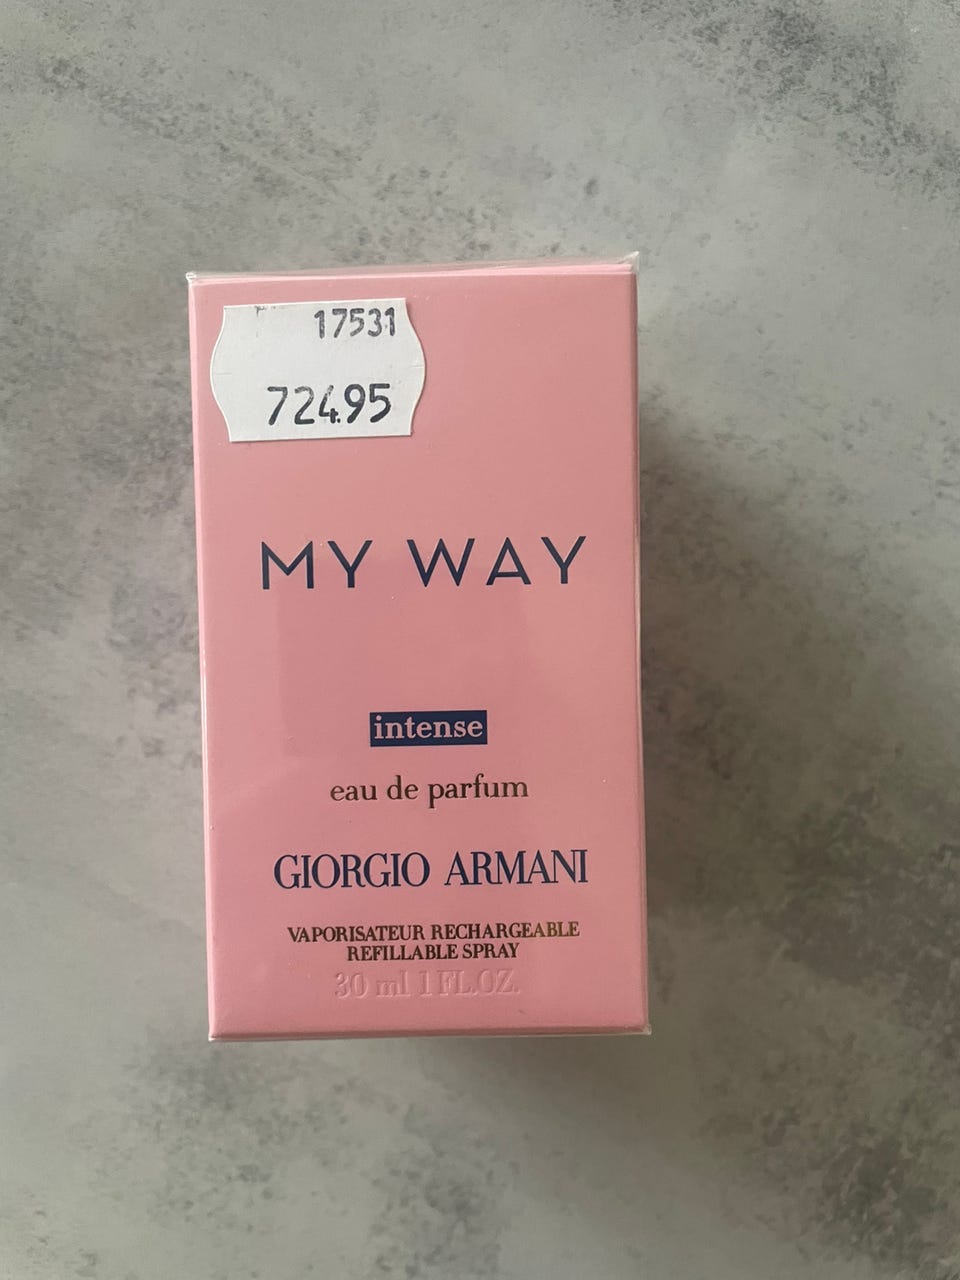 17531
724.95
MY WAY
intense
eau de parfum
GIORGIO ARMANI
VAPORISATEUR RECHARGEABLE
REFILLABLE SPRAY
30 ml 1 FL.OZ.